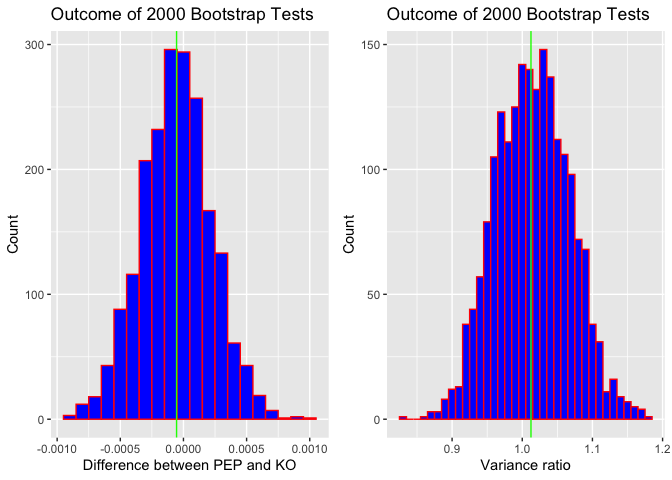 Outcome of 2000 Bootstrap Tests
300
200
100
0
Count
-0.0010
-0.0005
0.0000
0.0005
0.0010
Difference between PEP and KO
Outcome of 2000 Bootstrap Tests
150
100
50
0
Count
0.9
1.0
1.1
1.2
Variance ratio